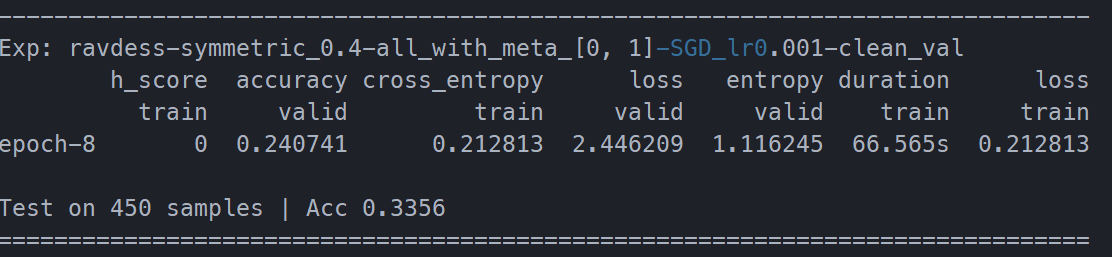 Exp: ravdess-symmetric_0.4-all_with_meta_[0, 1]-SGD_lr0.001-clean_val
h_score accuracy cross_entropy loss entropy duration loss
train valid train valid valid train train
epoch-8 0 0.240741 0.212813 2.446209 1.116245 66.565s 0.212813
Test on 450 samples | Acc 0.3356